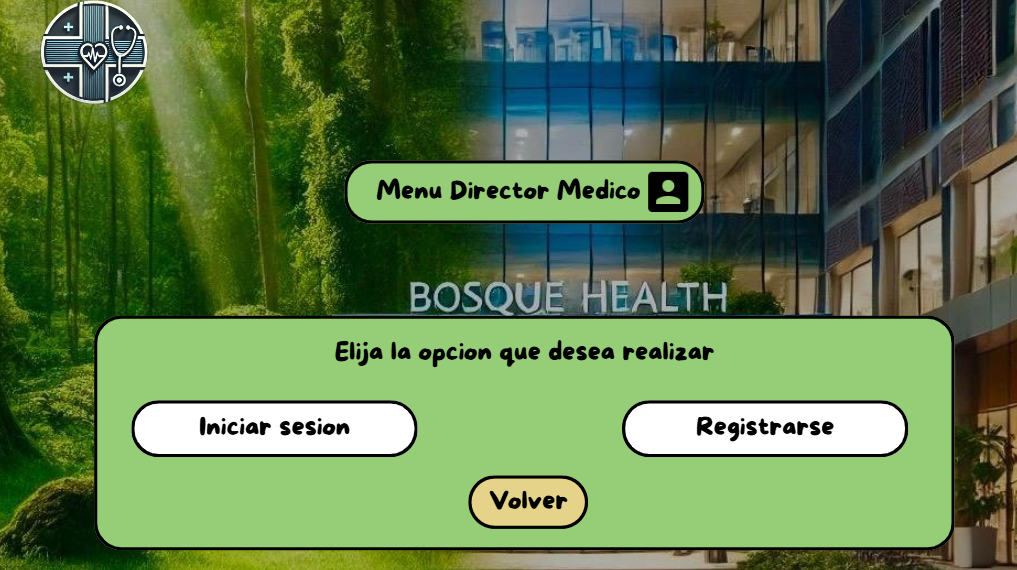 Menu Director Medico
BOSQUE HEALTH
Elija la opcion que desea realizar
Iniciar sesion
Registrarse
Volver